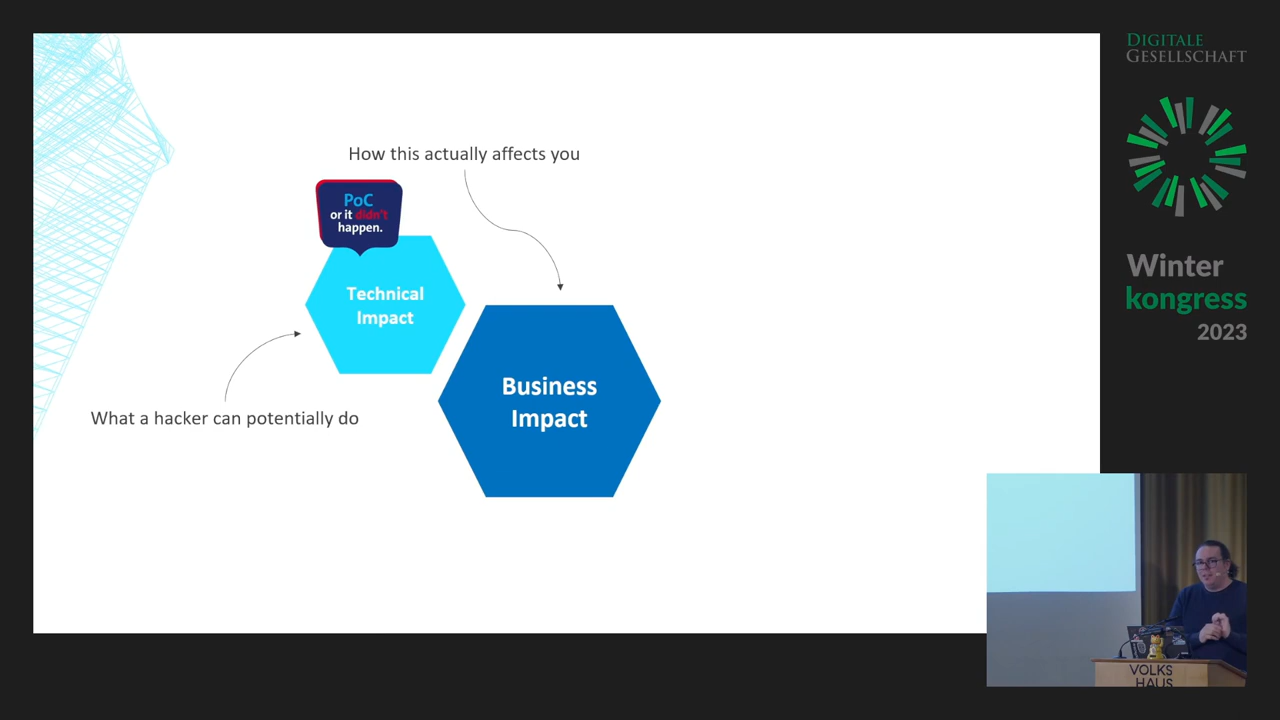 How this actually affects you
PoC
or it didn't
happen.
Technical
Impact
Business
Impact
What a hacker can potentially do
DIGITALE
GESELLSCHAFT
Winter
kongress
2023
VOLKS
HAUS